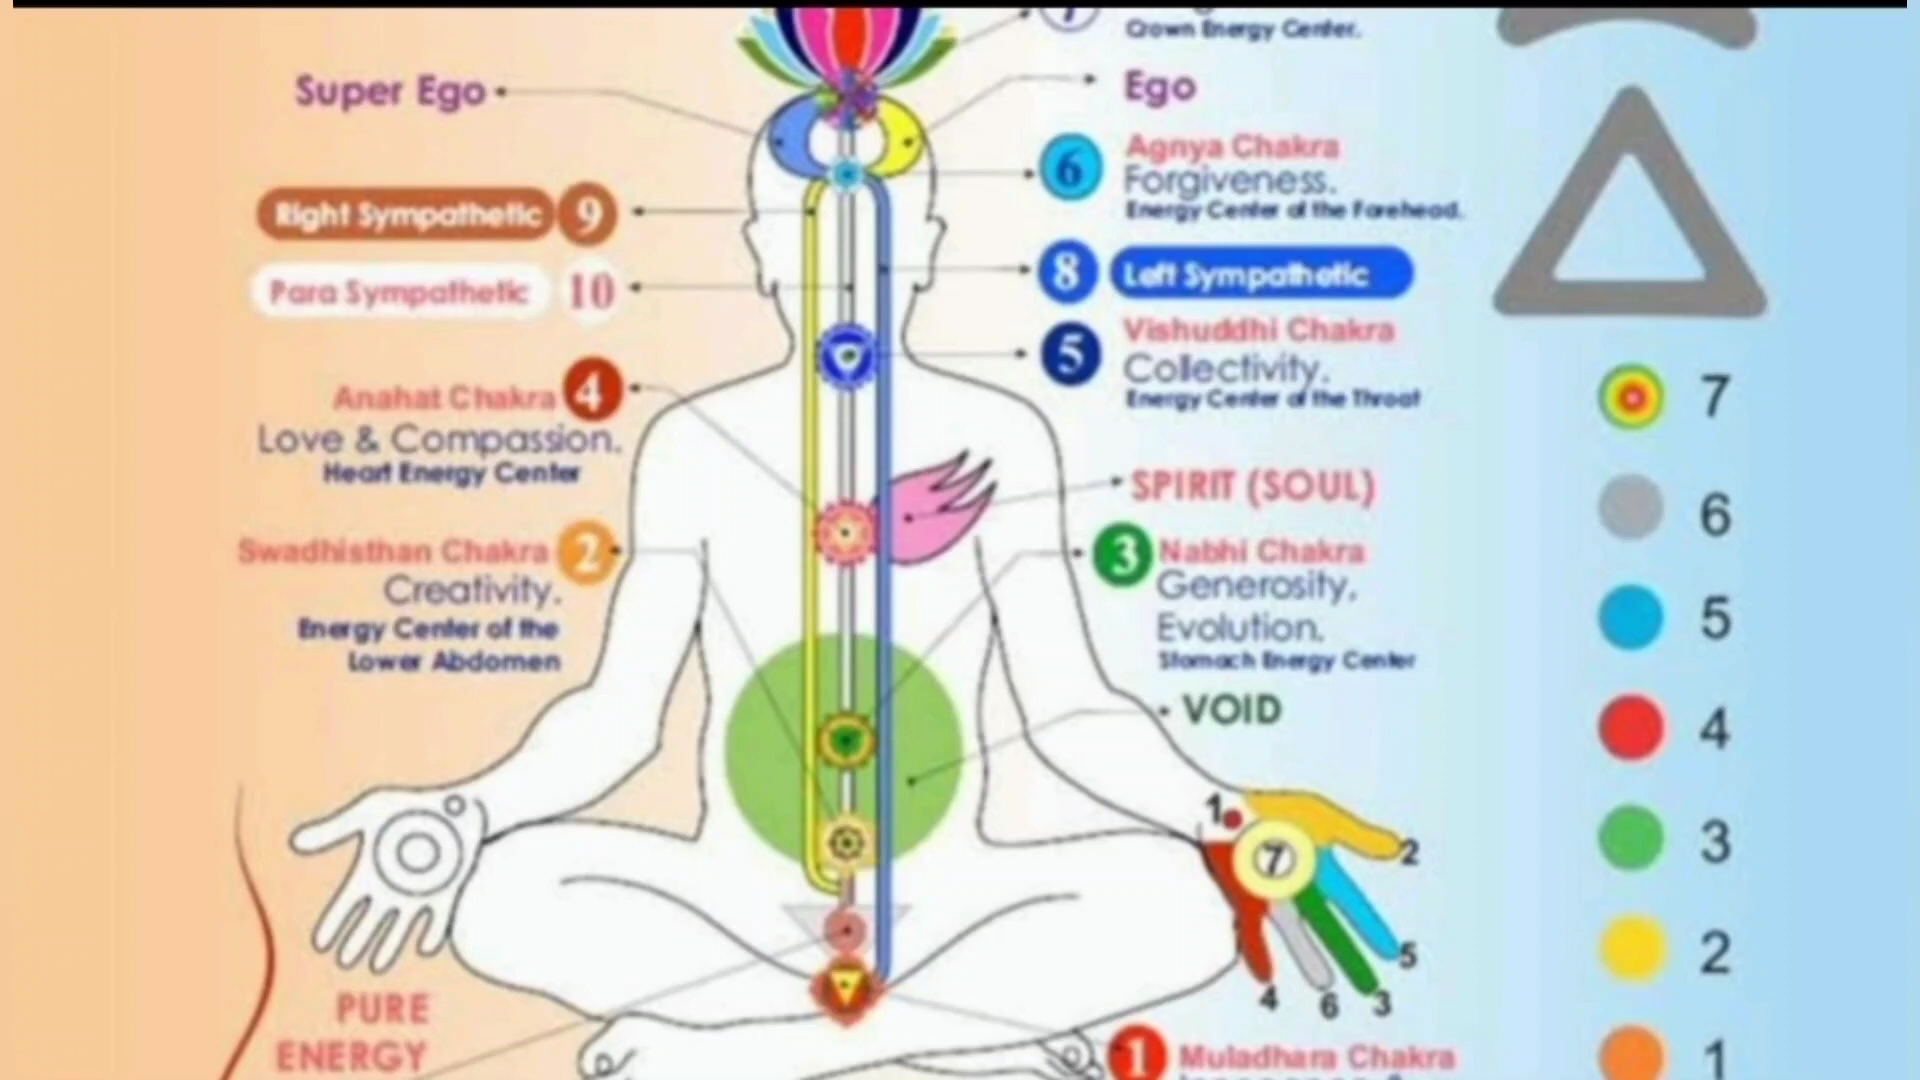 Crown Energy Center.
Super Ego
Ego
6
Agnya Chakra
Forgiveness.
Energy Center of the Forehead.
Right Sympathetic 9
8 Left Sympathetic
Para Sympathetic 10
5
Vishuddhi Chakra
Collectivity.
Energy Center of the Throat
Anahat Chakra 4
Love & Compassion.
Heart Energy Center
SPIRIT (SOUL)
Swadhisthan Chakra 2
Creativity.
Energy Center of the
Lower Abdomen
3 Nabhi Chakra
Generosity,
Evolution.
Stomach Energy Center
VOID
1
7
2
5
4
6
3
PURE
ENERGY
1 Muladhara Chakra
7
6
5
4
3
2
1